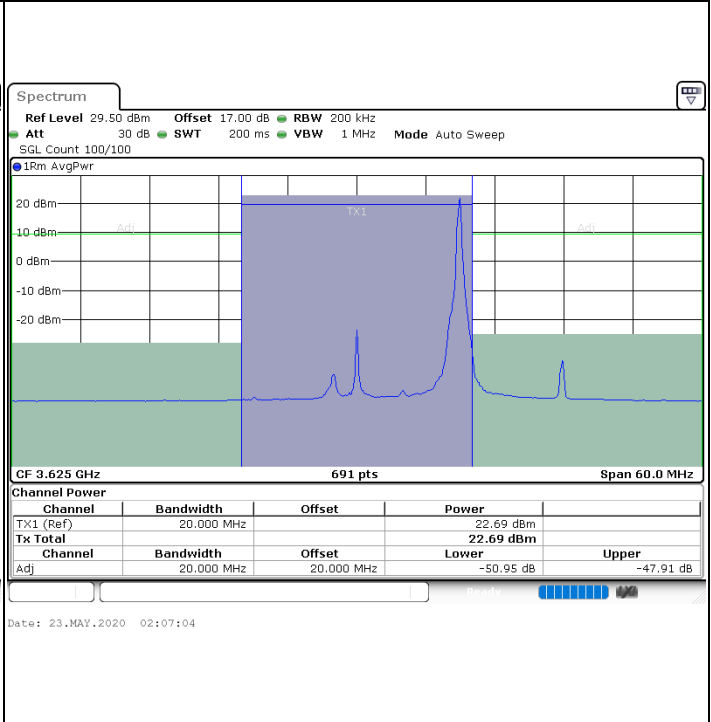 Spectrum
Ref Level 29.50 dBm Offset 17.00 dB RBW 200 kHz
Att 30 dB SWT 200 ms VBW 1 MHz Mode Auto Sweep
SGL Count 100/100
1Rm AvgPwr
20 dBm
TX1
Adj
Adj
10 dBm
0 dBm
-10 dBm
-20 dBm
CF 3.625 GHz 691 pts Span 60.0 MHz
Channel Power
Channel Bandwidth Offset Power
TX1 (Ref) 20.000 MHz 22.69 dBm
Tx Total 22.69 dBm
Channel Bandwidth Offset Lower Upper
Adj 20.000 MHz 20.000 MHz -50.95 dB -47.91 dB
Ready
Date: 23.MAY.2020 02:07:04